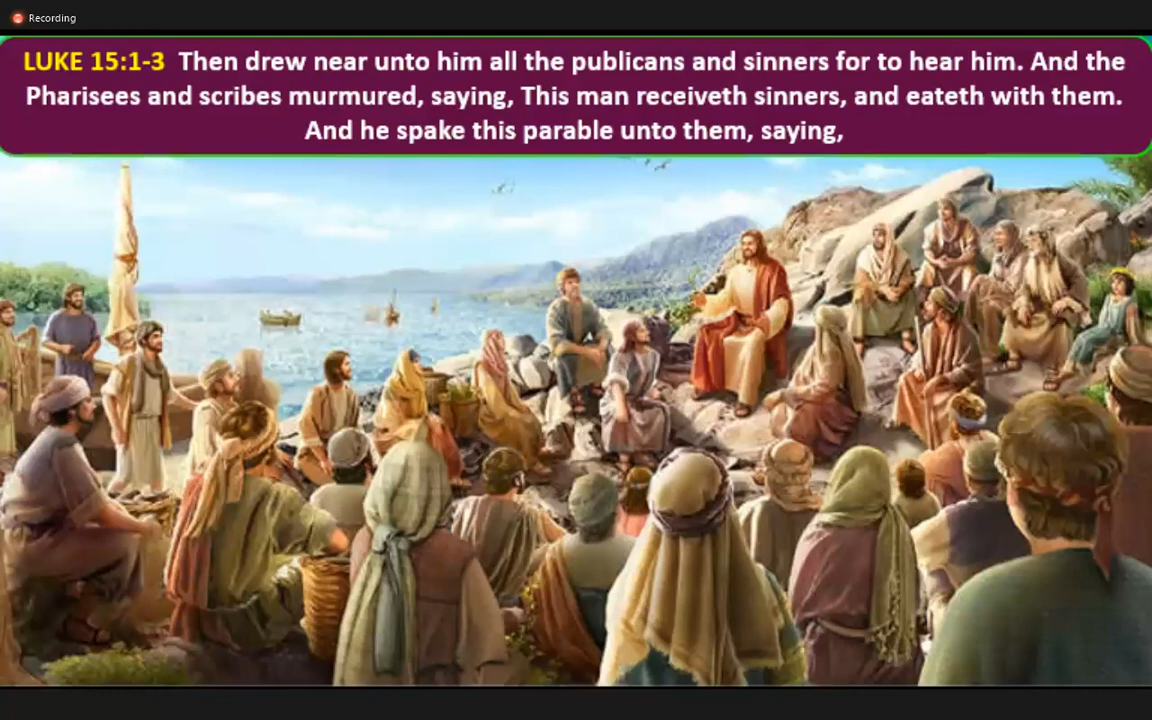 Recording
LUKE 15:1-3 Then drew near unto him all the publicans and sinners for to hear him. And the
Pharisees and scribes murmured, saying, This man receiveth sinners, and eateth with them.
And he spake this parable unto them, saying,